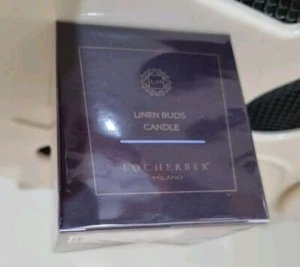 LINEN BUDS
CANDLE
LOCHERBER
MILANO